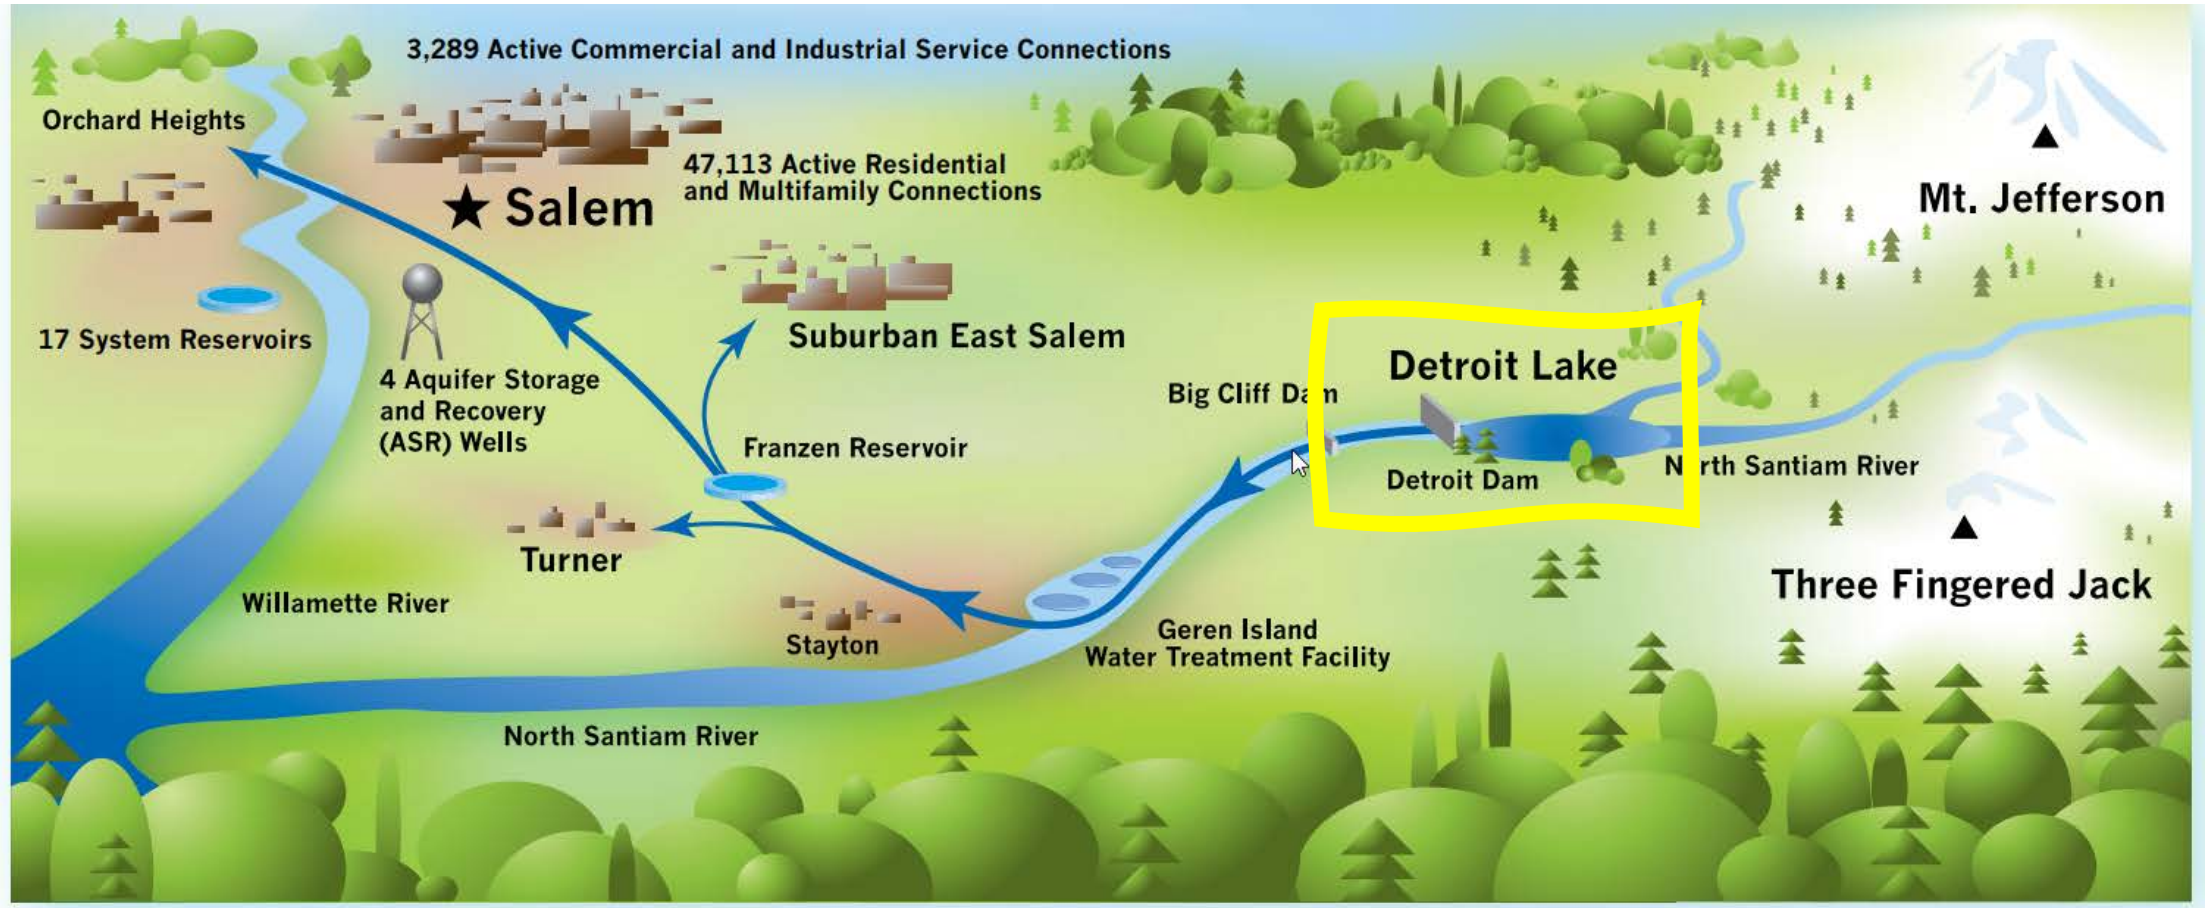 3,289 Active Commercial and Industrial Service Connections
Orchard Heights
47,113 Active Residential
and Multifamily Connections
Salem
Mt. Jefferson
17 System Reservoirs
Suburban East Salem
4 Aquifer Storage
and Recovery
(ASR) Wells
Detroit Lake
Big Cliff Dam
Franzen Reservoir
Detroit Dam
North Santiam River
Turner
Three Fingered Jack
Willamette River
Stayton
Geren Island
Water Treatment Facility
North Santiam River